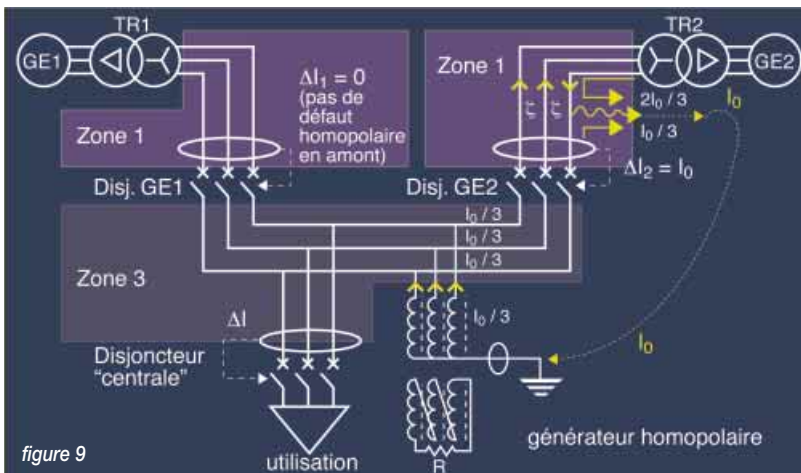 TR1
TR2
GE1
GE2
Zone 1
ΔI1 = 0
(pas de
défaut
homopolaire
en amont)
Zone 1
2I0 / 3
I0
I0 / 3
ΔI2 = I0
Disj. GE1
Disj. GE2
I0 / 3
I0 / 3
I0 / 3
Zone 3
ΔI
I0 / 3
I0
Disjoncteur
"centrale"
générateur homopolaire
figure 9
utilisation
R